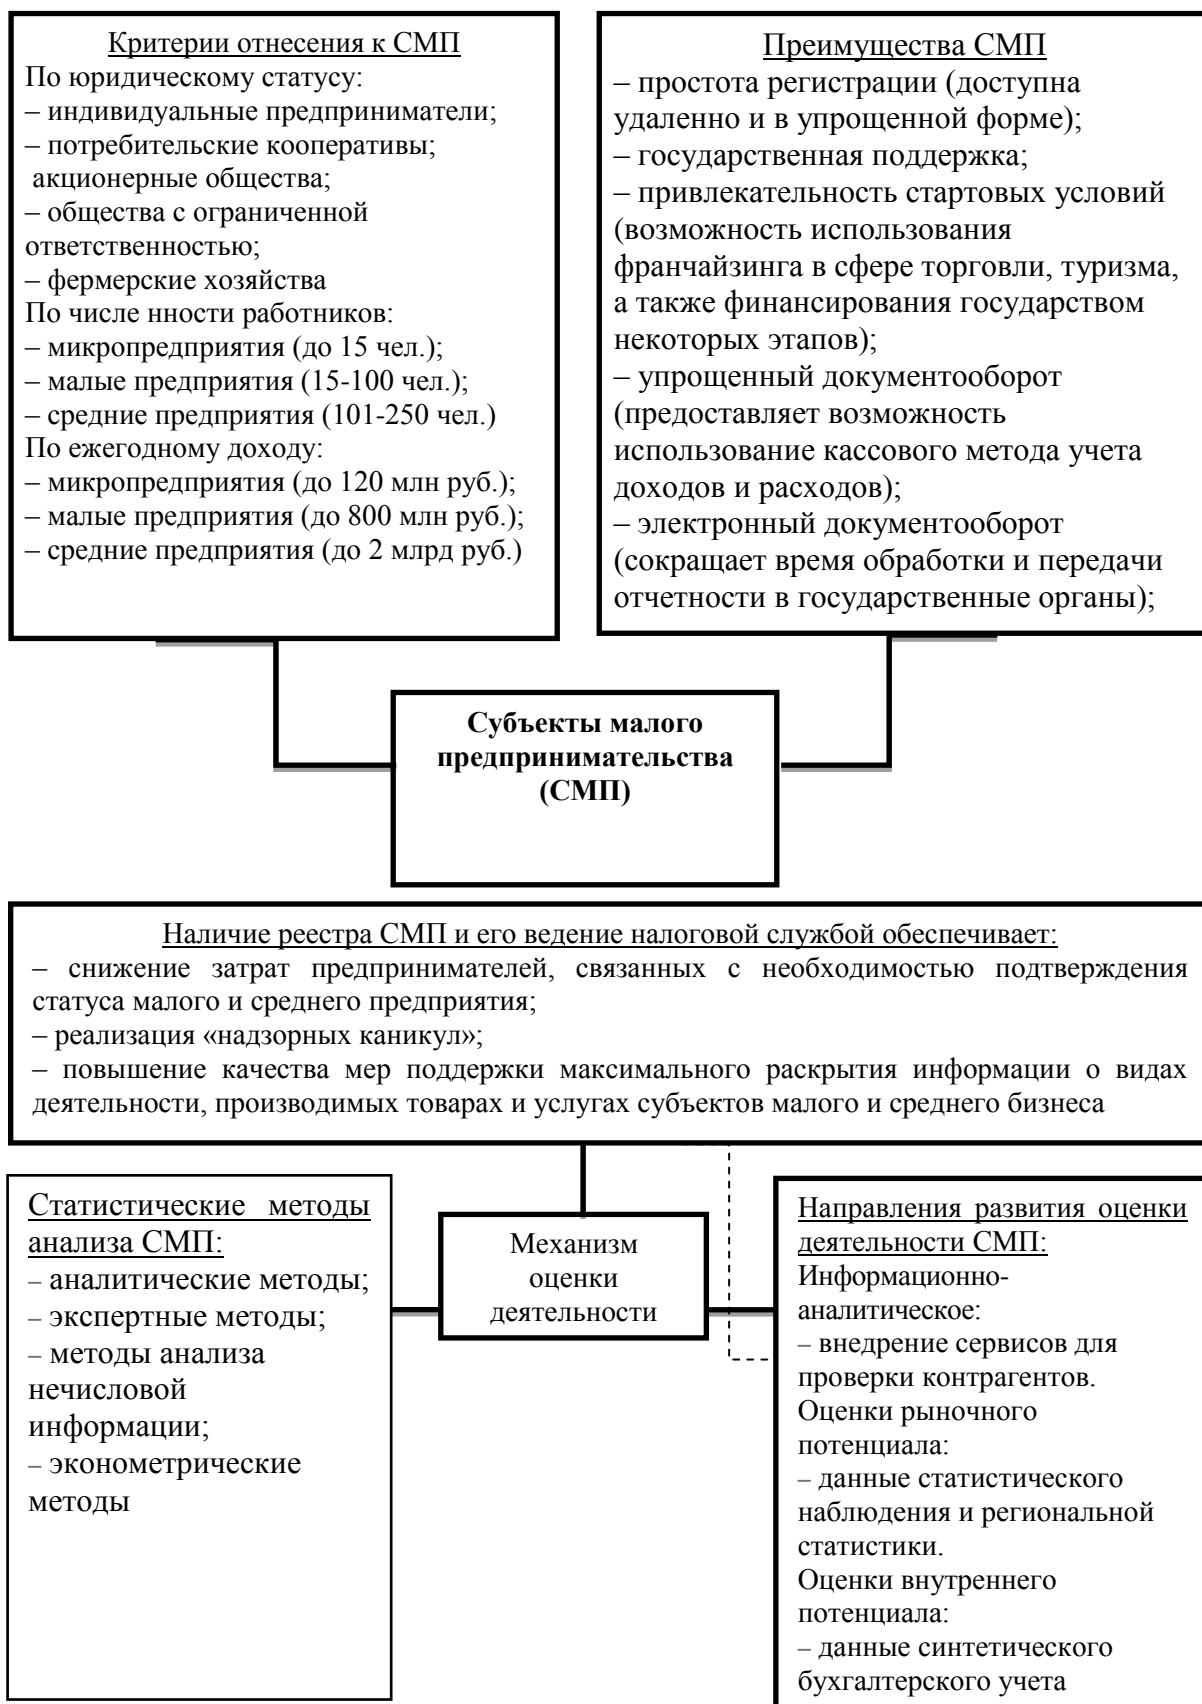 Критерии отнесения к СМП
По юридическому статусу:
– индивидуальные предприниматели;
– потребительские кооперативы;
акционерные общества;
– общества с ограниченной
ответственностью;
– фермерские хозяйства
По числе нности работников:
– микропредприятия (до 15 чел.);
– малые предприятия (15-100 чел.);
– средние предприятия (101-250 чел.)
По ежегодному доходу:
– микропредприятия (до 120 млн руб.);
– малые предприятия (до 800 млн руб.);
– средние предприятия (до 2 млрд руб.)
Преимущества СМП
– простота регистрации (доступна
удаленно и в упрощенной форме);
– государственная поддержка;
– привлекательность стартовых условий
(возможность использования
франчайзинга в сфере торговли, туризма,
а также финансирования государством
некоторых этапов);
– упрощенный документооборот
(предоставляет возможность
использование кассового метода учета
доходов и расходов);
– электронный документооборот
(сокращает время обработки и передачи
отчетности в государственные органы);
Субъекты малого
предпринимательства
(СМП)
Наличие реестра СМП и его ведение налоговой службой обеспечивает:
– снижение затрат предпринимателей, связанных с необходимостью подтверждения
статуса малого и среднего предприятия;
– реализация «надзорных каникул»;
– повышение качества мер поддержки максимального раскрытия информации о видах
деятельности, производимых товарах и услугах субъектов малого и среднего бизнеса
Статистические методы
анализа СМП:
– аналитические методы;
– экспертные методы;
– методы анализа
нечисловой
информации;
– эконометрические
методы
Механизм
оценки
деятельности
Направления развития оценки
деятельности СМП:
Информационно-
аналитическое:
– внедрение сервисов для
проверки контрагентов.
Оценки рыночного
потенциала:
– данные статистического
наблюдения и региональной
статистики.
Оценки внутреннего
потенциала:
– данные синтетического
бухгалтерского учета